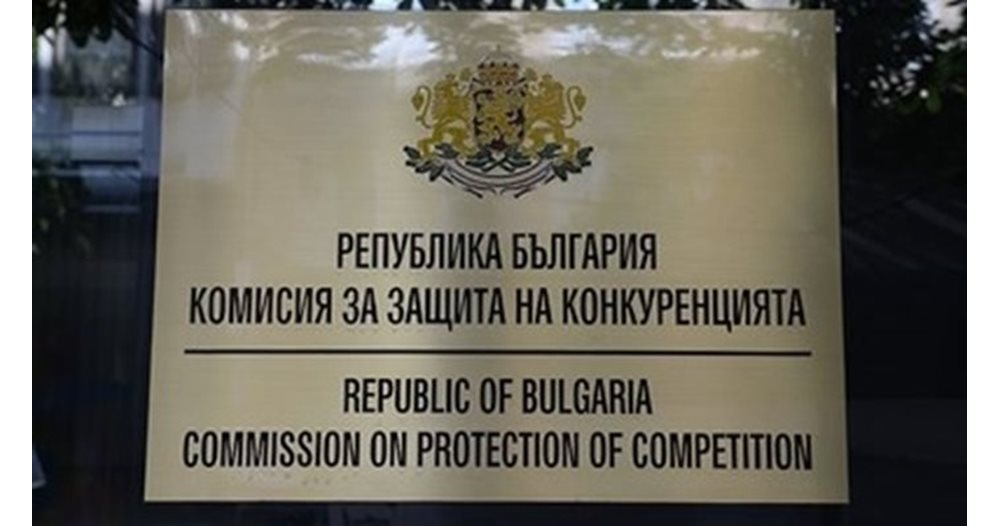 РЕПУБЛИКА БЪЛГАРИЯ
КОМИСИЯ ЗА ЗАЩИТА НА КОНКУРЕНЦИЯТА
REPUBLIC OF BULGARIA
COMMISSION ON PROTECTION OF COMPETITION